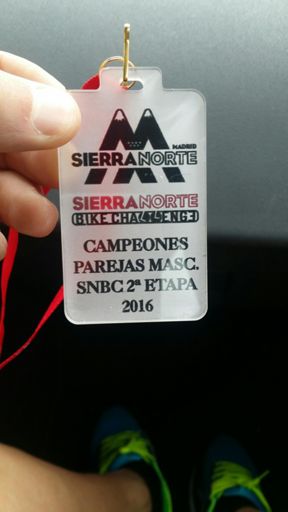 MADRID
SIERRA NORTE
SIERRA NORTE
BIKE CHALLENGE
CAMPEONES
PAREJAS MASC.
SNBC 2ª ETAPA
2016